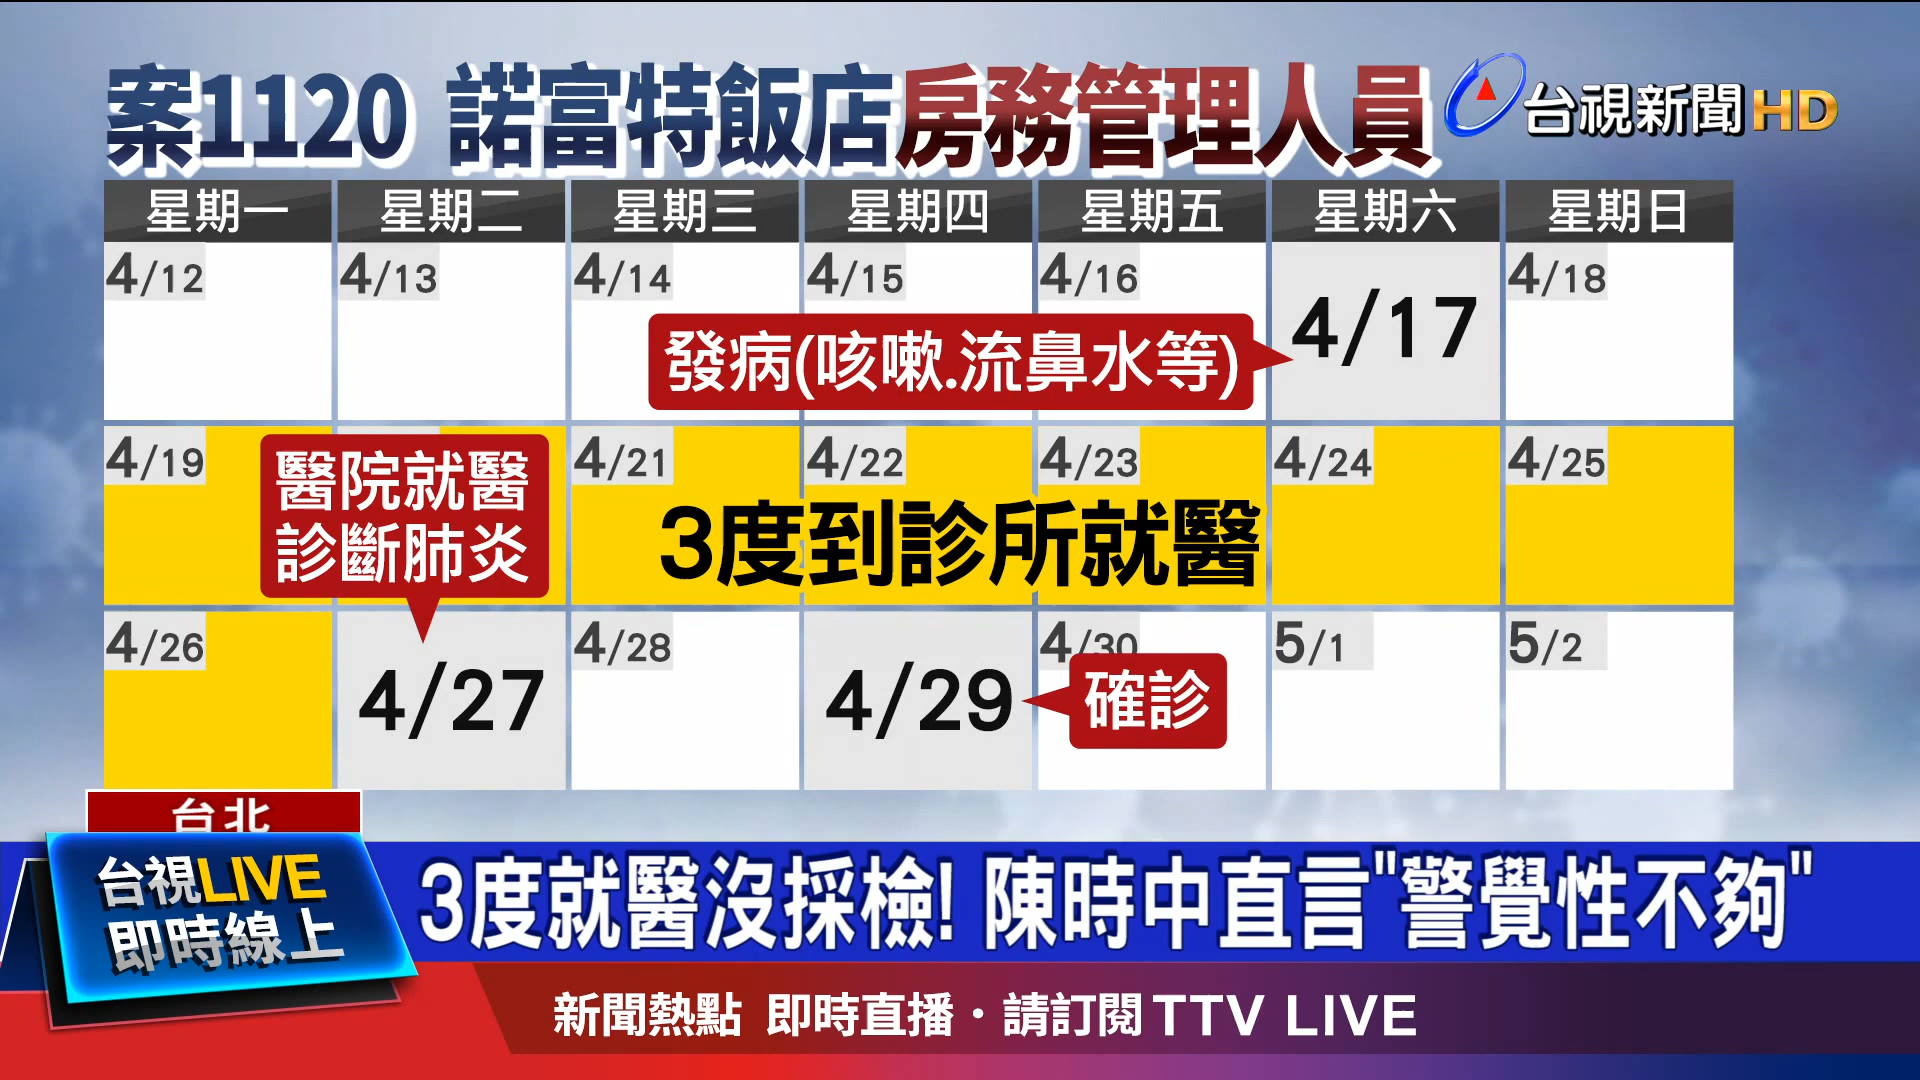 案1120 諾富特飯店房務管理人員
台視新聞HD
星期一 星期二 星期三 星期四 星期五 星期六 星期日
4/12 4/13 4/14 4/15 4/16 4/17 4/18
發病(咳嗽.流鼻水等)
4/19 4/21 4/22 4/23 4/24 4/25
醫院就醫
診斷肺炎
3度到診所就醫
4/26 4/27 4/28 4/29 4/30 5/1 5/2
確診
台北
台視LIVE
即時線上
3度就醫沒採檢! 陳時中直言"警覺性不夠"
新聞熱點 即時直播·請訂閱TTV LIVE